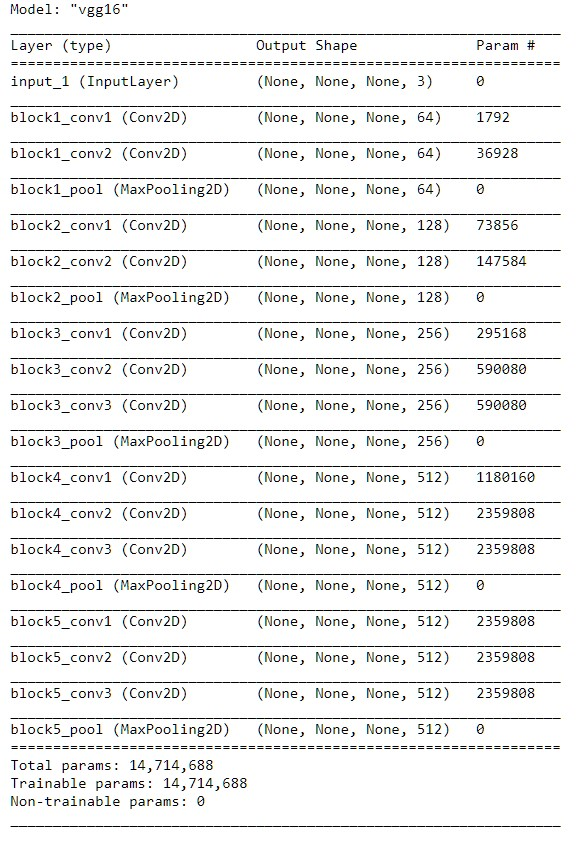 Model: "vgg16"
Layer (type) Output Shape Param #
input_1 (InputLayer) (None, None, None, 3) 0
block1_conv1 (Conv2D) (None, None, None, 64) 1792
block1_conv2 (Conv2D) (None, None, None, 64) 36928
block1_pool (MaxPooling2D) (None, None, None, 64) 0
block2_conv1 (Conv2D) (None, None, None, 128) 73856
block2_conv2 (Conv2D) (None, None, None, 128) 147584
block2_pool (MaxPooling2D) (None, None, None, 128) 0
block3_conv1 (Conv2D) (None, None, None, 256) 295168
block3_conv2 (Conv2D) (None, None, None, 256) 590080
block3_conv3 (Conv2D) (None, None, None, 256) 590080
block3_pool (MaxPooling2D) (None, None, None, 256) 0
block4_conv1 (Conv2D) (None, None, None, 512) 1180160
block4_conv2 (Conv2D) (None, None, None, 512) 2359808
block4_conv3 (Conv2D) (None, None, None, 512) 2359808
block4_pool (MaxPooling2D) (None, None, None, 512) 0
block5_conv1 (Conv2D) (None, None, None, 512) 2359808
block5_conv2 (Conv2D) (None, None, None, 512) 2359808
block5_conv3 (Conv2D) (None, None, None, 512) 2359808
block5_pool (MaxPooling2D) (None, None, None, 512) 0
Total params: 14,714,688
Trainable params: 14,714,688
Non-trainable params: 0